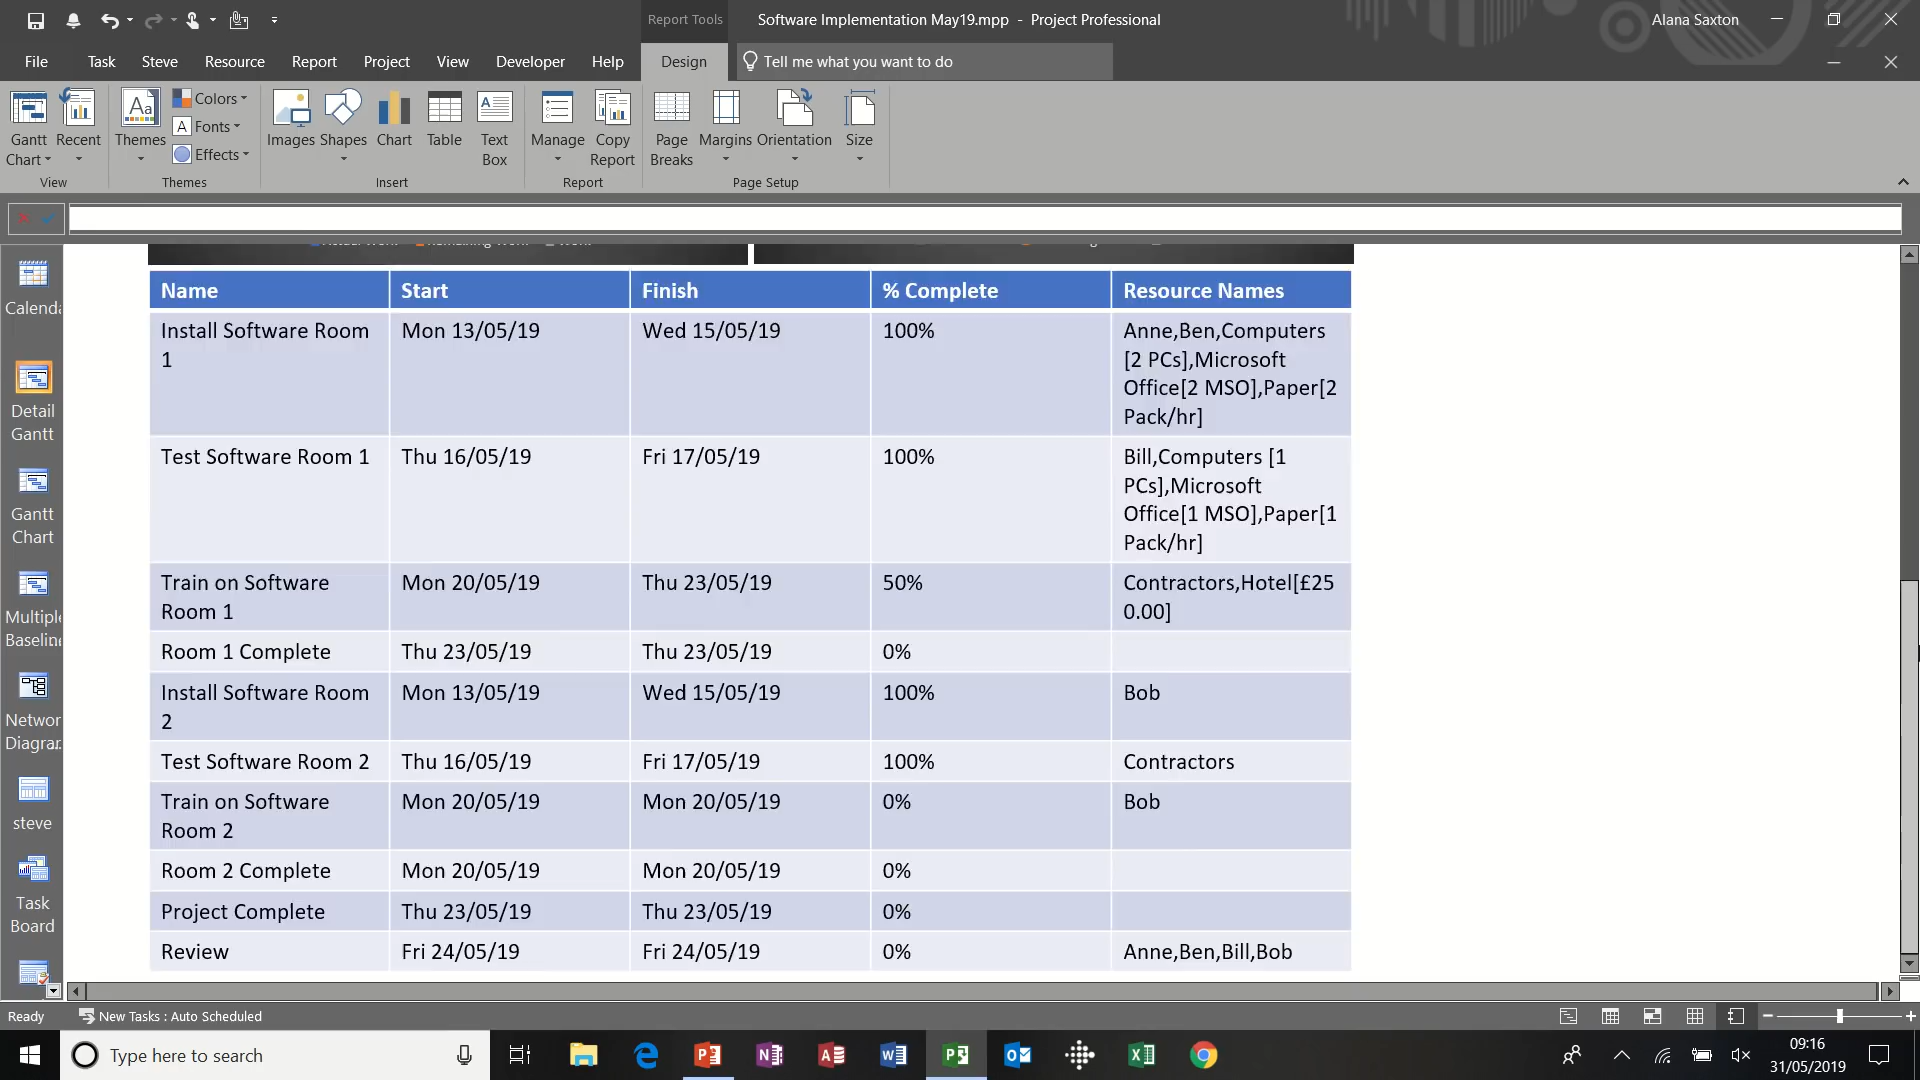 Report Tools
Software Implementation May19.mpp - Project Professional
Alana Saxton
File Task Steve Resource Report Project View Developer Help Design Tell me what you want to do
Gantt Chart
Recent
Themes
Colors
Fonts
Effects
Images
Shapes
Chart
Table
Text Box
Manage
Copy Report
Page Breaks
Margins
Orientation
Size
View Themes Insert Report Page Setup
Calenda
Detail
Gantt
Gantt
Chart
Multiple
Baseline
Networ
Diagra
steve
Task
Board
Name Start Finish % Complete Resource Names
Install Software Room Mon 13/05/19 Wed 15/05/19 100% Anne,Ben,Computers
1 [2 PCs],Microsoft
Office[2 MSO],Paper[2
Pack/hr]
Test Software Room 1 Thu 16/05/19 Fri 17/05/19 100% Bill,Computers [1
PCs],Microsoft
Office[1 MSO],Paper[1
Pack/hr]
Train on Software Mon 20/05/19 Thu 23/05/19 50% Contractors,Hotel[£25
Room 1 0.00]
Room 1 Complete Thu 23/05/19 Thu 23/05/19 0%
Install Software Room Mon 13/05/19 Wed 15/05/19 100% Bob
2
Test Software Room 2 Thu 16/05/19 Fri 17/05/19 100% Contractors
Train on Software Mon 20/05/19 Mon 20/05/19 0% Bob
Room 2
Room 2 Complete Mon 20/05/19 Mon 20/05/19 0%
Project Complete Thu 23/05/19 Thu 23/05/19 0%
Review Fri 24/05/19 Fri 24/05/19 0% Anne,Ben,Bill,Bob
Ready New Tasks : Auto Scheduled
Type here to search
09:16
31/05/2019